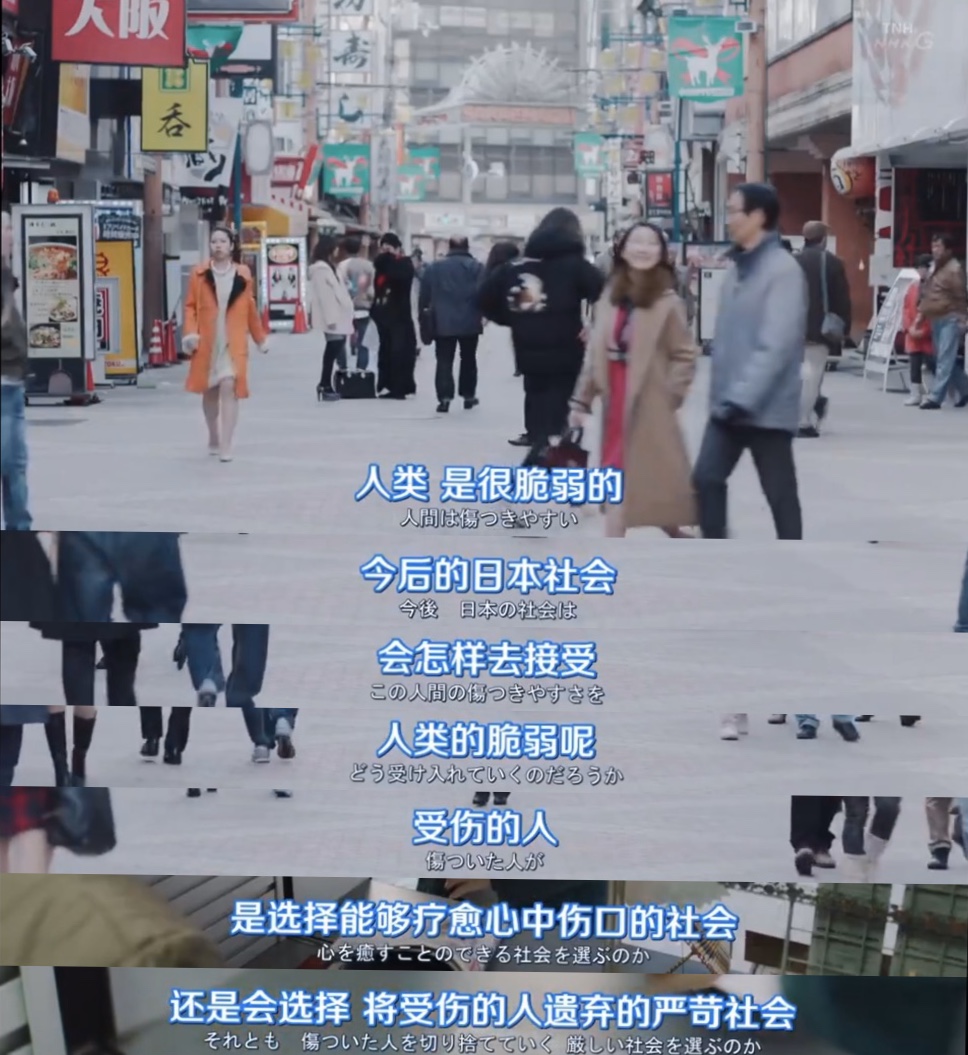 大阪
呑
寿
し
TNH
人类 是很脆弱的
人間は傷つきやすい
今后的日本社会
今後　日本の社会は
会怎样去接受
この人間の傷つきやすさを
人类的脆弱呢
どう受け入れていくのだろうか
受伤的人
傷ついた人が
是选择能够疗愈心中伤口的社会
心を癒すことのできる社会を選ぶのか
还是会选择 将受伤的人遗弃的严苛社会
それとも　傷ついた人を切り捨てていく 厳しい社会を選ぶのか